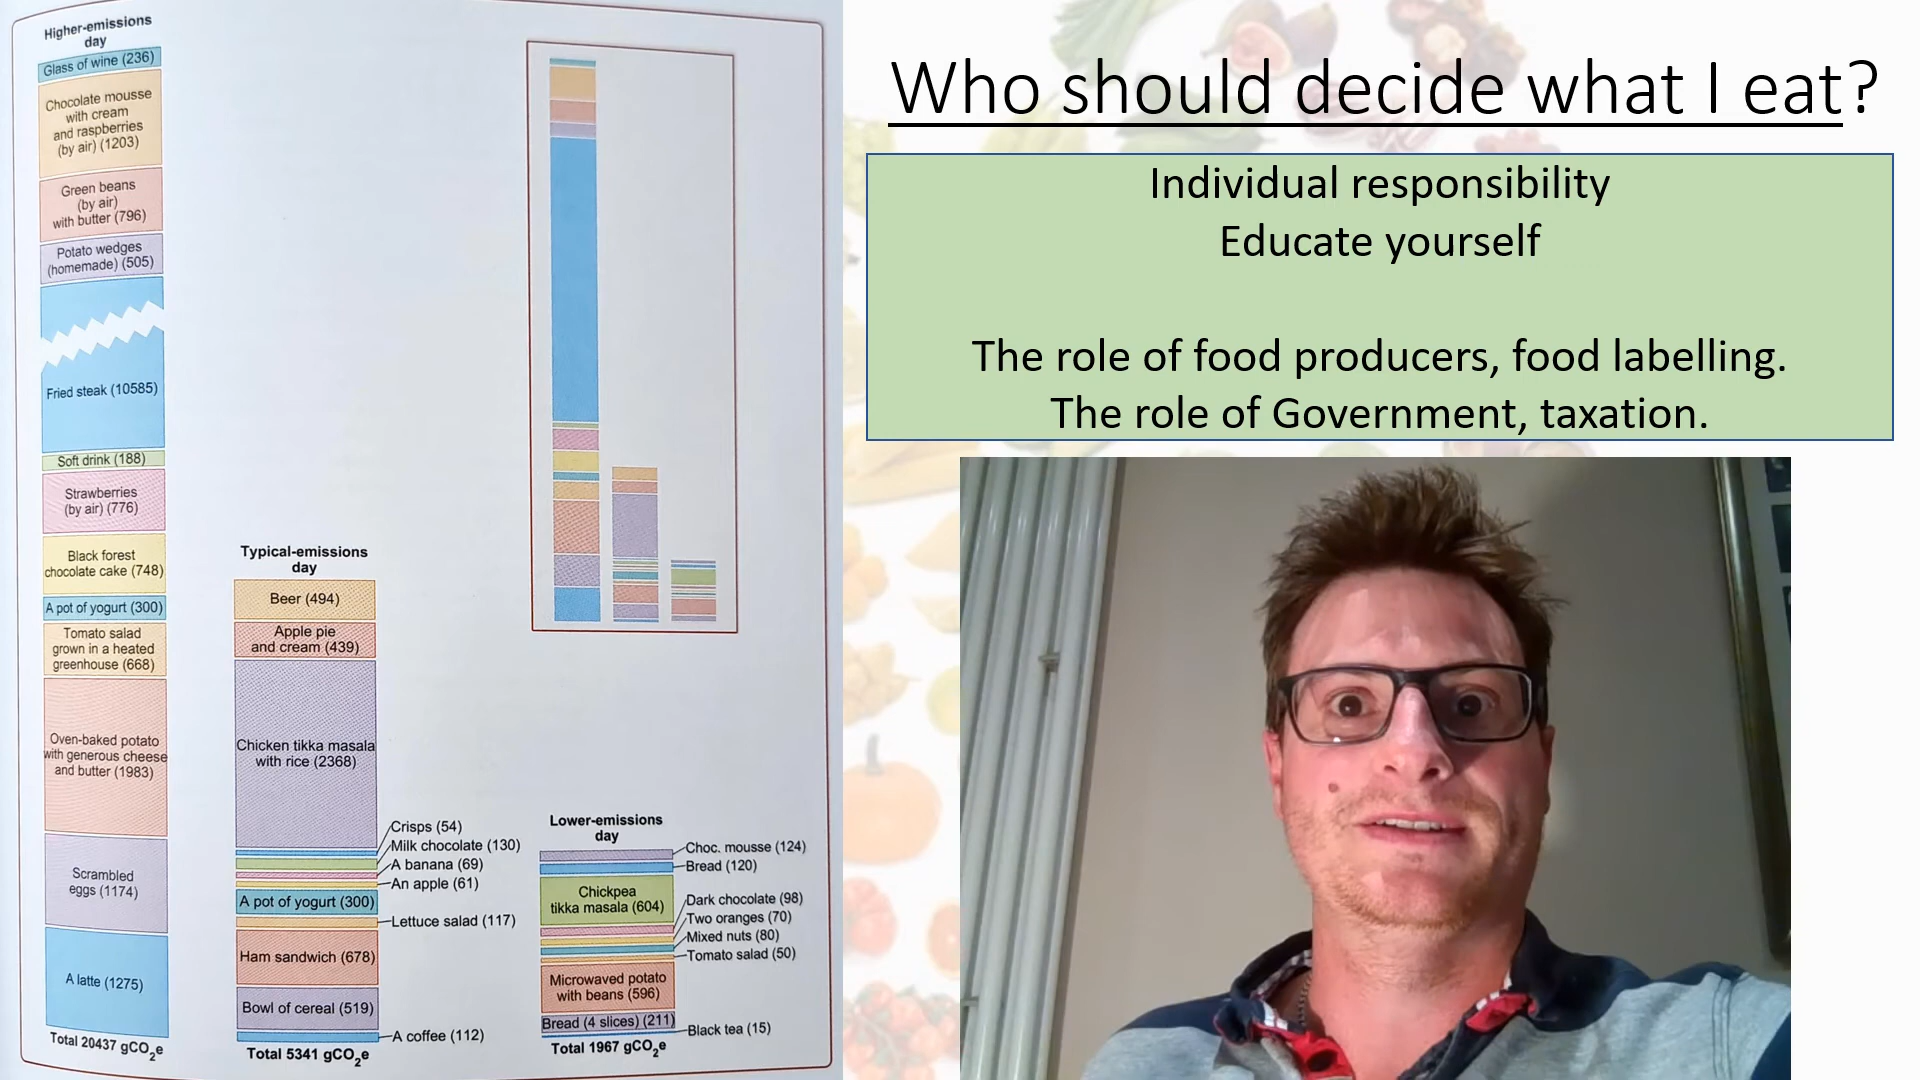 Higher-emissions
day
Glass of wine (236)
Chocolate mousse
with cream
and raspberries
(by air) (1203)
Green beans
(by air)
with butter (796)
Potato wedges
(homemade) (505)
Fried steak (10585)
Soft drink (188)
Strawberries
(by air) (776)
Black forest
chocolate cake (748)
A pot of yogurt (300)
Tomato salad
grown in a heated
greenhouse (668)
Oven-baked potato
with generous cheese
and butter (1983)
Scrambled
eggs (1174)
A latte (1275)
Total 20437 gCO₂e
Typical-emissions
day
Beer (494)
Apple pie
and cream (439)
Chicken tikka masala
with rice (2368)
Crisps (54)
Milk chocolate (130)
A banana (69)
An apple (61)
A pot of yogurt (300)
Lettuce salad (117)
Ham sandwich (678)
Bowl of cereal (519)
A coffee (112)
Total 5341 gCO₂e
Lower-emissions
day
Choc. mousse (124)
Bread (120)
Chickpea
tikka masala (604)
Dark chocolate (98)
Two oranges (70)
Mixed nuts (80)
Tomato salad (50)
Microwaved potato
with beans (596)
Bread (4 slices) (211)
Black tea (15)
Total 1967 gCO₂e
Who should decide what I eat?
Individual responsibility
Educate yourself
The role of food producers, food labelling.
The role of Government, taxation.